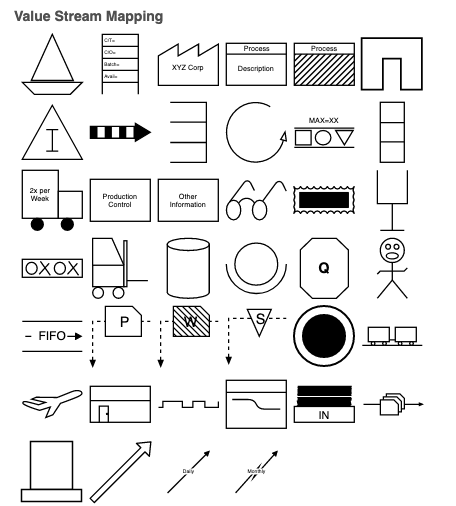 Value Stream Mapping
C/T=
C/O=
Batch=
Avail=
XYZ Corp
Process
Description
Process
I
MAX=XX
2x per
Week
Production
Control
Other
Information
OXOX
Q
FIFO
P
W
S
IN
Daily
Monthly